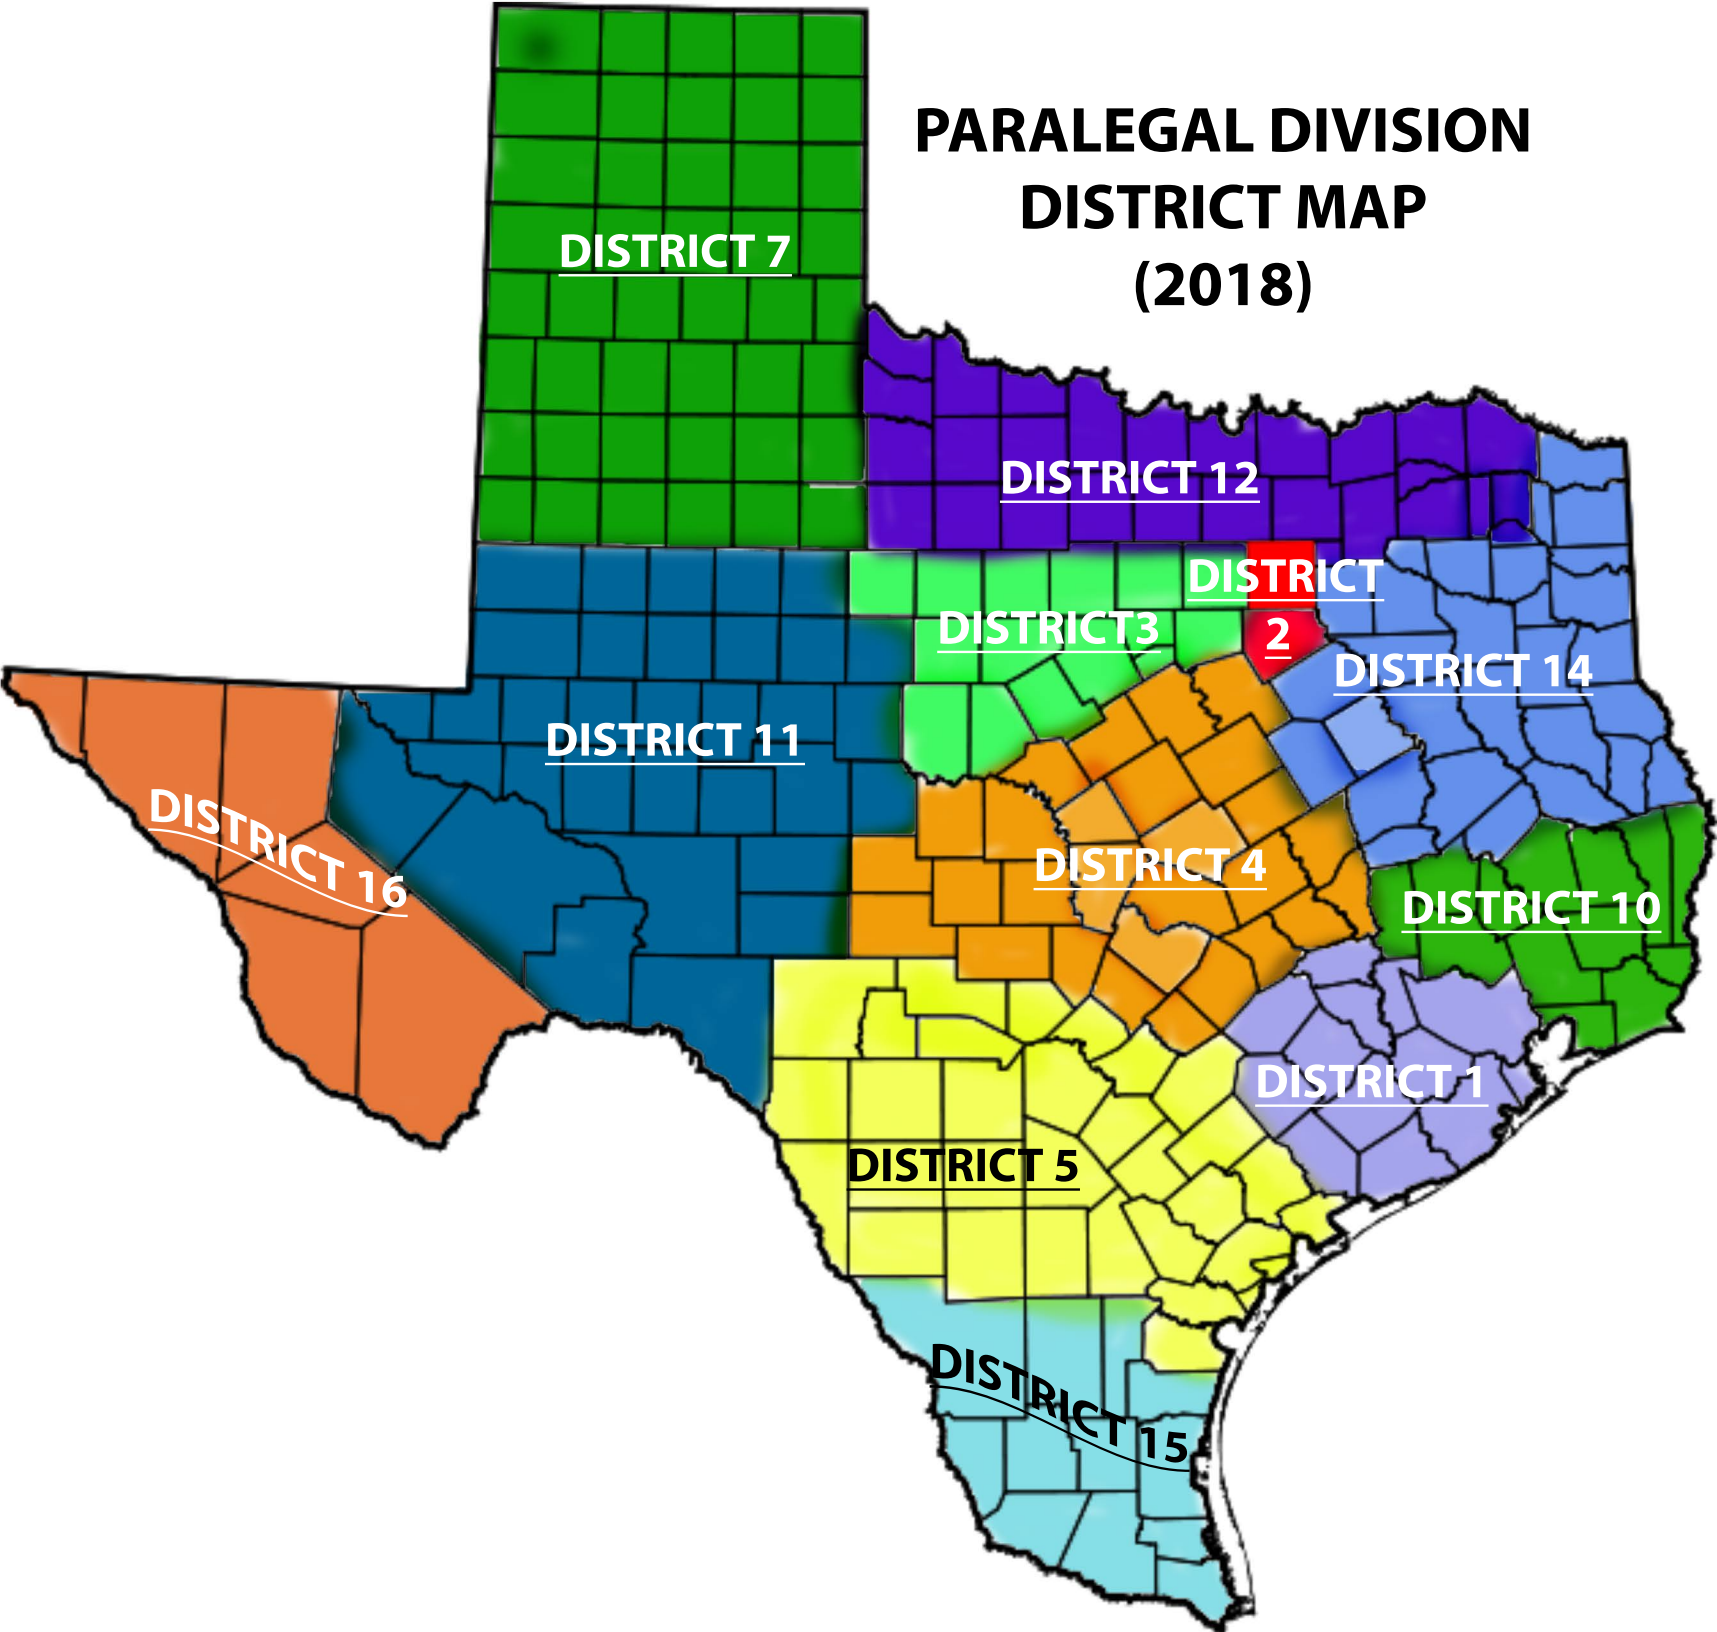 PARALEGAL DIVISION
DISTRICT MAP
(2018)
DISTRICT 7
DISTRICT 12
DISTRICT
2
DISTRICT3
DISTRICT 14
DISTRICT 11
DISTRICT 16
DISTRICT 4
DISTRICT 10
DISTRICT 1
DISTRICT 5
DISTRICT 15